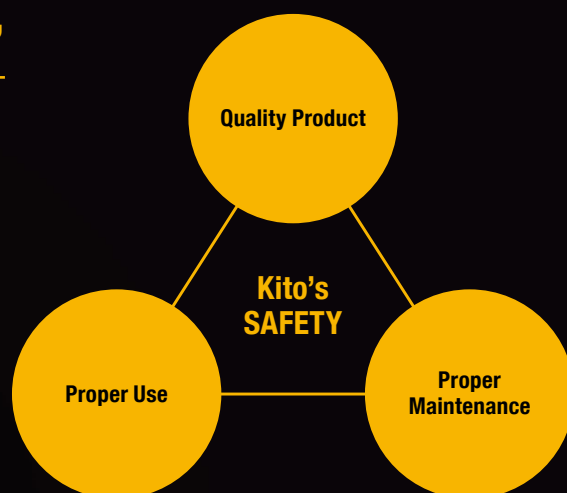 Quality Product
Kito’s
SAFETY
Proper Use
Proper
Maintenance